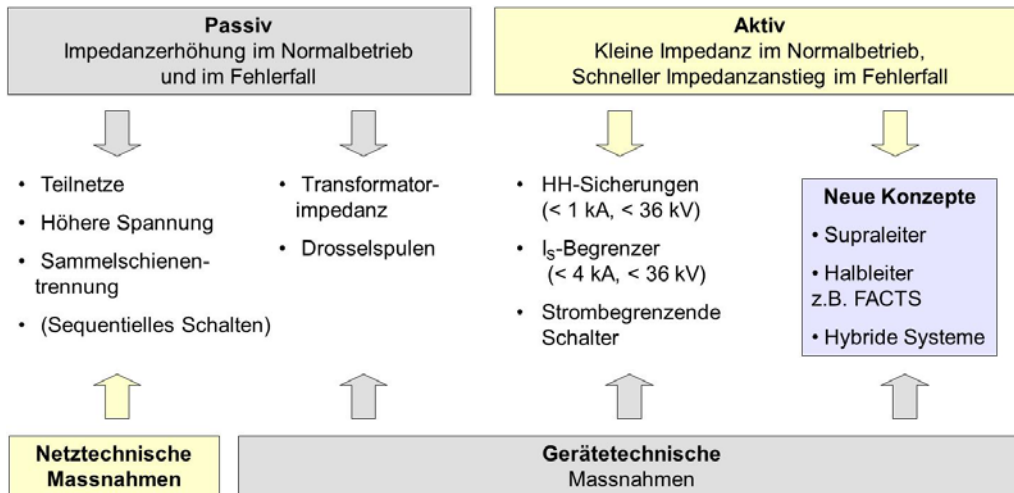 Passiv
Impedanzerhöhung im Normalbetrieb
und im Fehlerfall
Aktiv
Kleine Impedanz im Normalbetrieb,
Schneller Impedanzanstieg im Fehlerfall
• Teilnetze
• Höhere Spannung
• Sammelschienen-
trennung
• (Sequentielles Schalten)
• Transformator-
impedanz
• Drosselspulen
• HH-Sicherungen
(< 1 kA, < 36 kV)
• IS-Begrenzer
(< 4 kA, < 36 kV)
• Strombegrenzende
Schalter
Neue Konzepte
• Supraleiter
• Halbleiter
z.B. FACTS
• Hybride Systeme
Netztechnische
Massnahmen
Gerätetechnische
Massnahmen